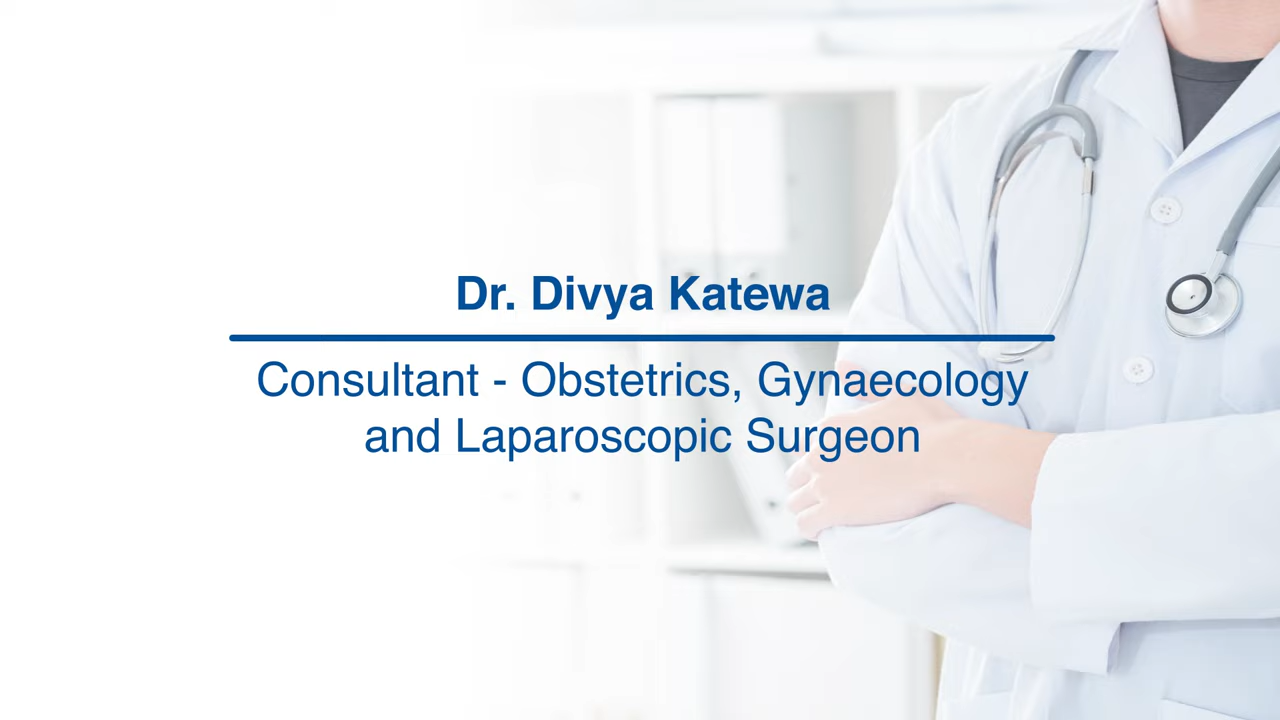 Dr. Divya Katewa
Consultant - Obstetrics, Gynaecology
and Laparoscopic Surgeon